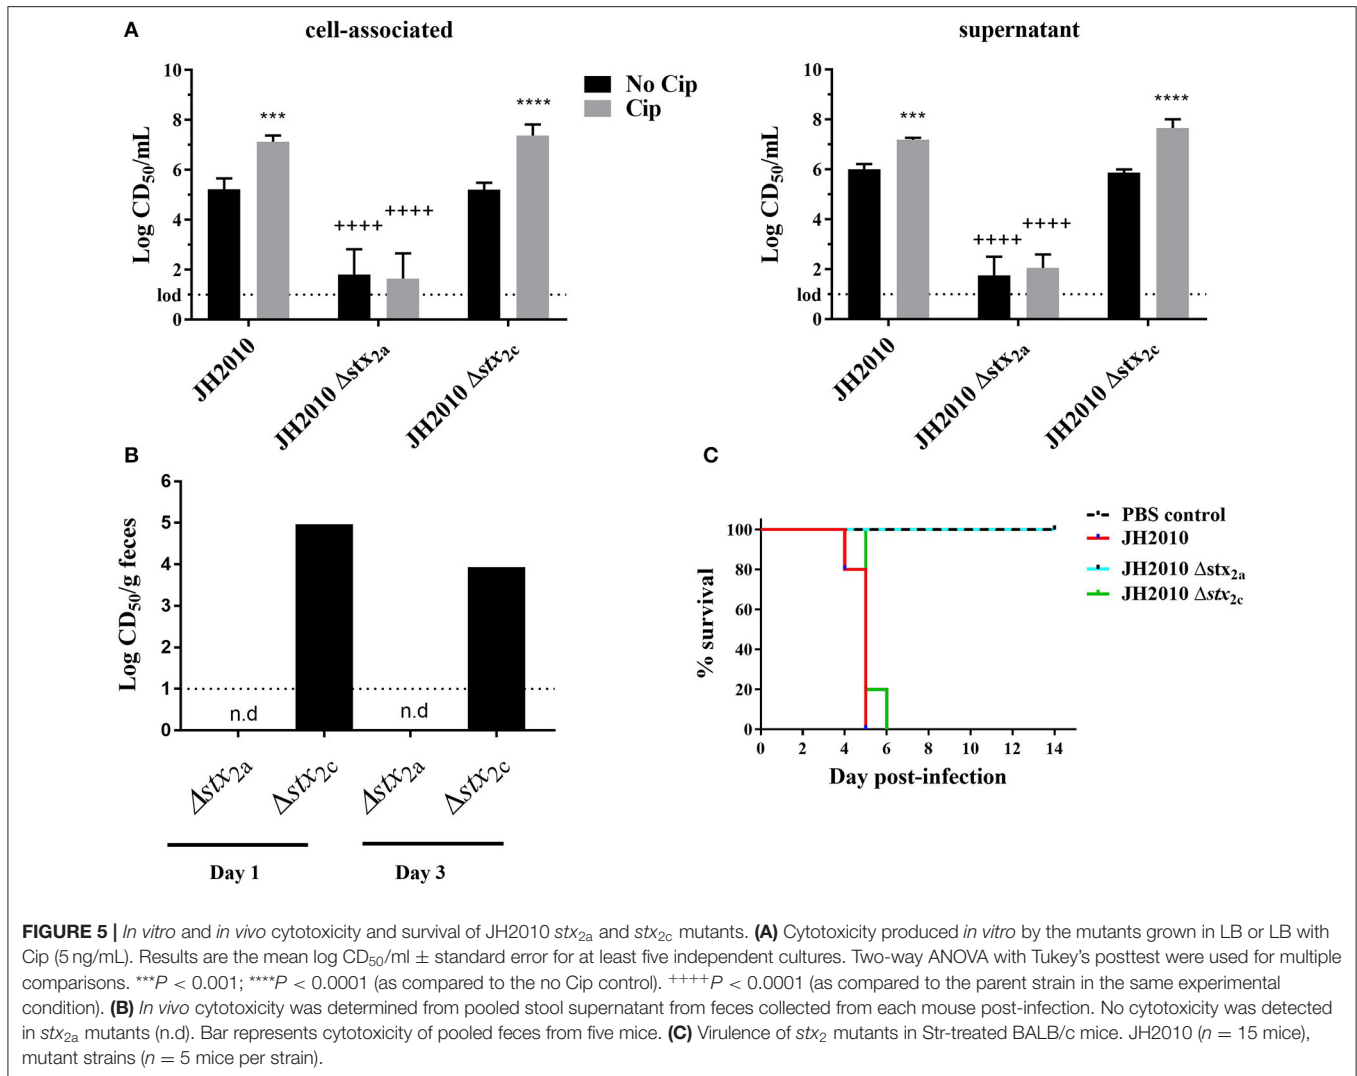 A
cell-associated
supernatant
10
8
6
4
2
0
lod
Log CD₅₀/mL
No Cip
Cip
***
++++
++++
****
JH2010
JH2010 Δstx₂ₐ
JH2010 Δstx₂c
10
8
6
4
2
0
lod
Log CD₅₀/mL
***
++++
++++
****
JH2010
JH2010 Δstx₂ₐ
JH2010 Δstx₂c
B
6
5
4
3
2
1
0
Log CD₅₀/g feces
n.d
n.d
Δstx₂ₐ
Δstx₂c
Δstx₂ₐ
Δstx₂c
Day 1
Day 3
C
100
80
60
40
20
0
% survival
0 2 4 6 8 10 12 14
Day post-infection
PBS control
JH2010
JH2010 Δstx₂ₐ
JH2010 Δstx₂c
FIGURE 5 | In vitro and in vivo cytotoxicity and survival of JH2010 stx₂ₐ and stx₂c mutants. (A) Cytotoxicity produced in vitro by the mutants grown in LB or LB with
Cip (5 ng/mL). Results are the mean log CD₅₀/ml ± standard error for at least five independent cultures. Two-way ANOVA with Tukey's posttest were used for multiple
comparisons. ***P < 0.001; ****P < 0.0001 (as compared to the no Cip control). ⁺⁺⁺⁺P < 0.0001 (as compared to the parent strain in the same experimental
condition). (B) In vivo cytotoxicity was determined from pooled stool supernatant from feces collected from each mouse post-infection. No cytotoxicity was detected
in stx₂ₐ mutants (n.d). Bar represents cytotoxicity of pooled feces from five mice. (C) Virulence of stx₂ mutants in Str-treated BALB/c mice. JH2010 (n = 15 mice),
mutant strains (n = 5 mice per strain).